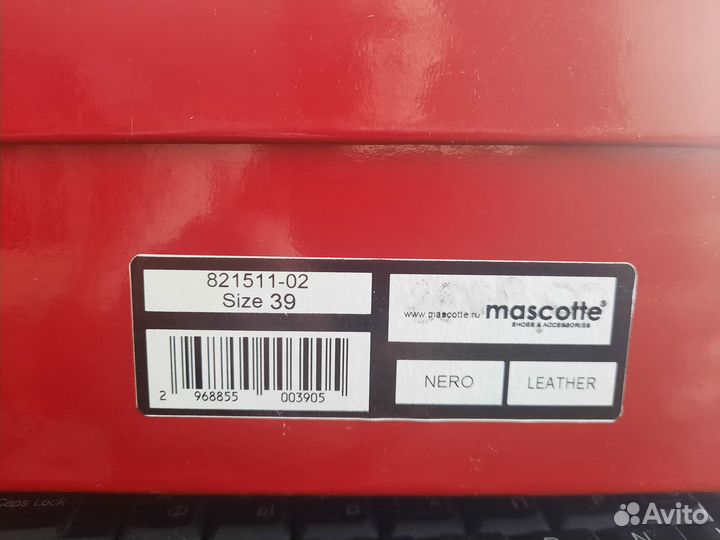 821511-02
Size 39
www.mascotte.ru
mascotte
SHOES & ACCESSORIES
2 968855 003905
NERO
LEATHER
Caps Lock
Ф Ы В
Avito